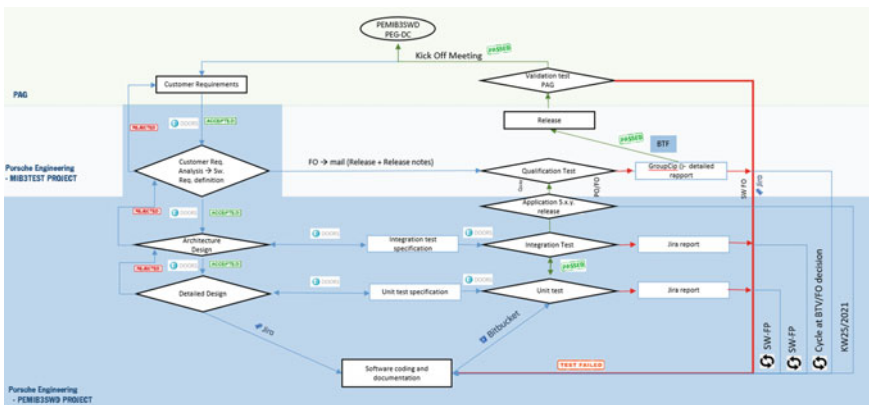 PEMIB3SWD
PEG-DC
Kick Off Meeting
PASSED
Customer Requirements
Validation test
PAG
PAG
REJECTED
DOORS
ACCEPTED
Release
PASSED
BTF
Porsche Engineering
- MIB3TEST PROJECT
Customer Req.
Analysis → Sw.
Req. definition
FO → mail (Release + Release notes)
Qualification Test
GroupCip (- detailed
rapport
SW FO
Jira
PO/FO
REJECTED
DOORS
ACCEPTED
Application S.x.y.
release
Architecture
Design
DOORS
Integration test
specification
DOORS
Integration Test
Jira report
REJECTED
DOORS
ACCEPTED
PASSED
Detailed Design
DOORS
Unit test specification
DOORS
Unit test
Jira report
SW-FP
SW-FP
Cycle at BTV/FO decision
KW25/2021
Jira
Bitbucket
Software coding and
documentation
TEST FAILED
Porsche Engineering
- PEMIB3SWD PROJECT